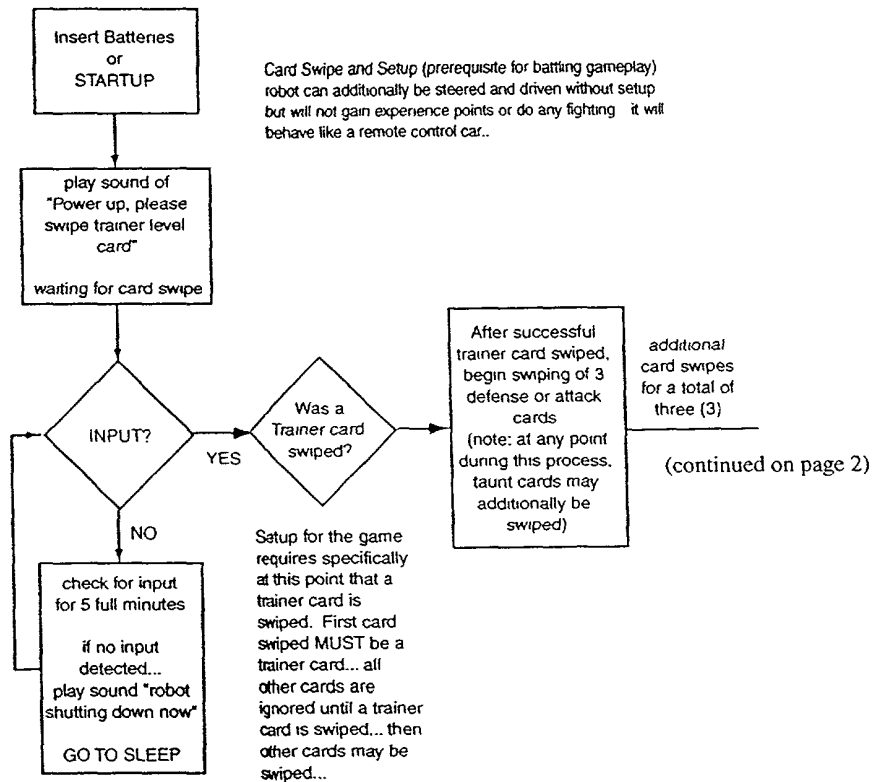 Insert Batteries
or
STARTUP
Card Swipe and Setup (prerequisite for battling gameplay)
robot can additionally be steered and driven without setup
but will not gain experience points or do any fighting it will
behave like a remote control car..
play sound of
"Power up, please
swipe trainer level
card"
waiting for card swipe
INPUT?
YES
NO
Was a
Trainer card
swiped?
After successful
trainer card swiped,
begin swiping of 3
defense or attack
cards
(note: at any point
during this process,
taunt cards may
additionally be
swiped)
additional
card swipes
for a total of
three (3)
(continued on page 2)
check for input
for 5 full minutes
if no input
detected...
play sound "robot
shutting down now"
GO TO SLEEP
Setup for the game
requires specifically
at this point that a
trainer card is
swiped. First card
swiped MUST be a
trainer card... all
other cards are
ignored until a trainer
card is swiped... then
other cards may be
swiped...